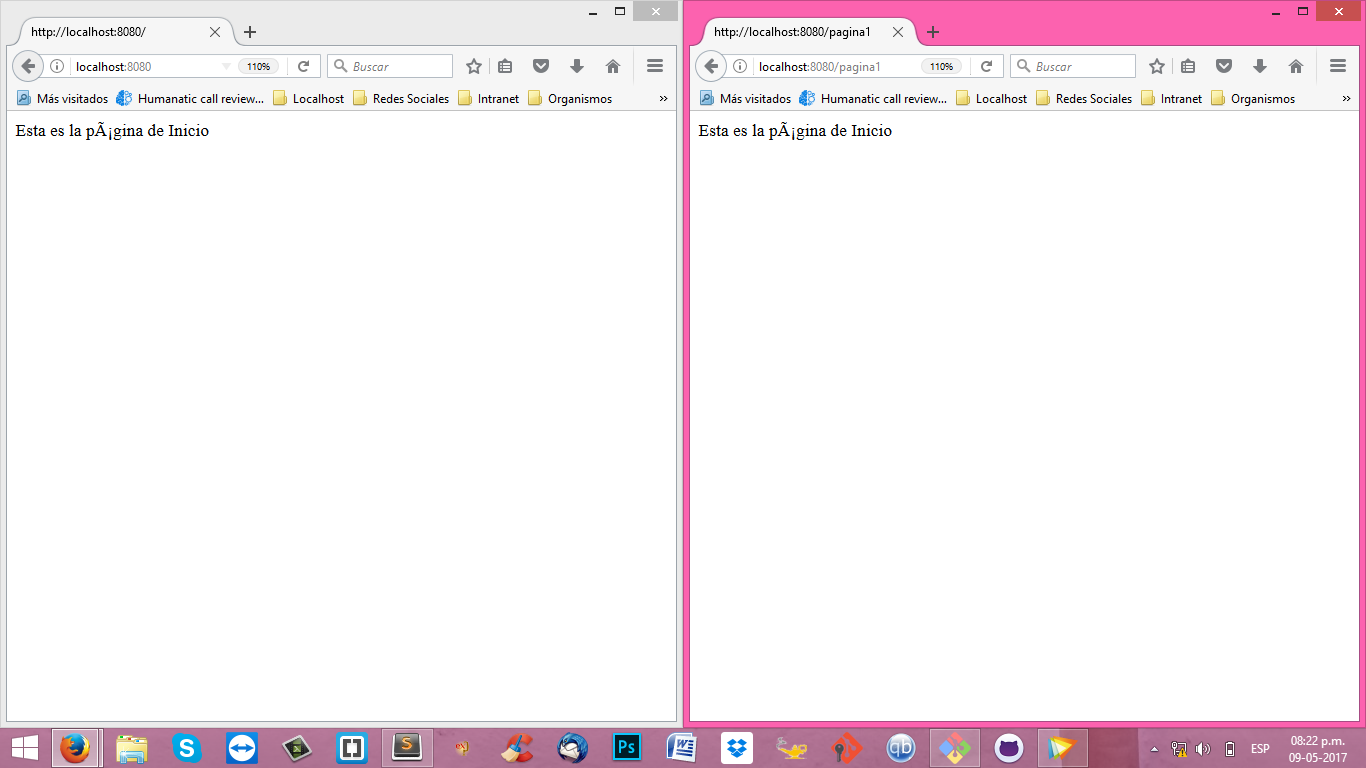 http://localhost:8080/
localhost:8080
110%
Buscar
Más visitados
Humanatic call review...
Localhost
Redes Sociales
Intranet
Organismos
»
Esta es la pÃ¡gina de Inicio
http://localhost:8080/pagina1
localhost:8080/pagina1
110%
Buscar
Más visitados
Humanatic call review...
Localhost
Redes Sociales
Intranet
Organismos
»
Esta es la pÃ¡gina de Inicio
S
S
Ps
W
qb
ESP
08:22 p.m.
09-05-2017